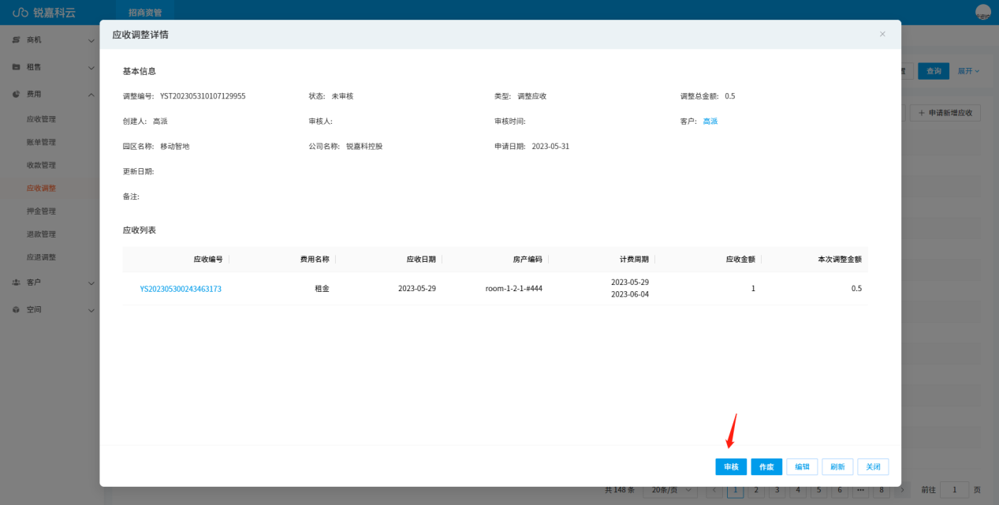 锐嘉科云
招商资管
商机
租售
费用
应收管理
账单管理
收款管理
应收调整
押金管理
退款管理
应退调整
客户
空间
应收调整详情
基本信息
调整编号: YST202305310107129955
状态: 未审核
类型: 调整应收
调整总金额: 0.5
创建人: 高派
审核人:
审核时间:
客户: 高派
园区名称: 移动智地
公司名称: 锐嘉科控股
申请日期: 2023-05-31
更新日期:
备注:
应收列表
应收编号 费用名称 应收日期 房产编码 计费周期 应收金额 本次调整金额
YS202305300243463173 租金 2023-05-29 room-1-2-1-#444 2023-05-29 1 0.5
2023-06-04
审核 作废 编辑 刷新 关闭
查询 展开
+ 申请新增应收
共 148 条 20条/页 < 1 2 3 4 5 6 ••• 8 > 前往 1 页